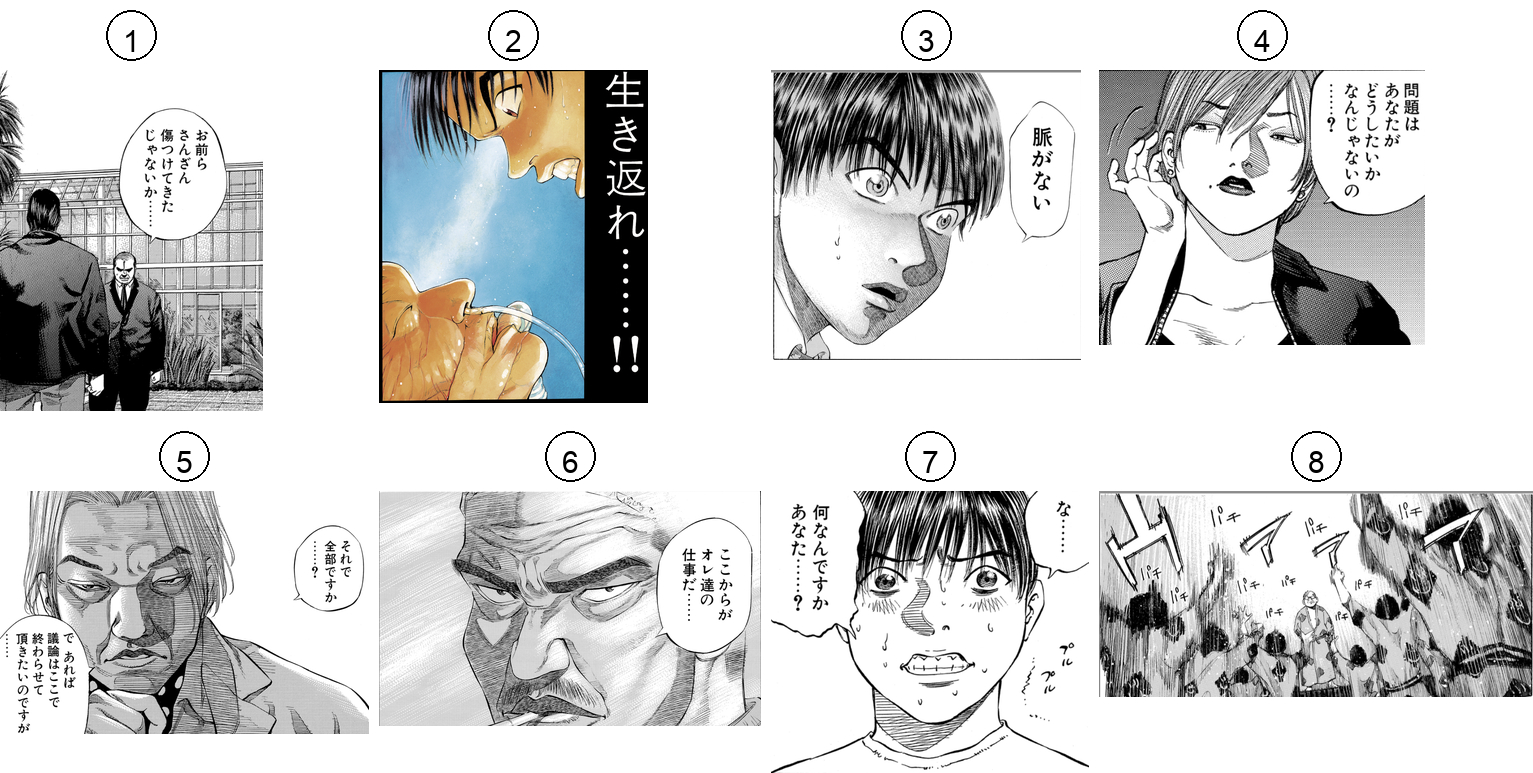 1
お前ら
さんざん
傷つけてきた
じゃないか……
2
生き返れ……!!
3
脈がない
4
問題は
あなたが
どうしたいか
なんじゃないの
……?
5
それで
全部ですか
……?
で あれば
議論はここで
終わらせて
頂きたいのですが
……
6
ここからが
オレ達の
仕事だ……
7
な……
何なんですか
あなた……?
プル
プル
8
パチ
パチ
パチ
パチ
パチ
パチ
パチ
パチ
パチ